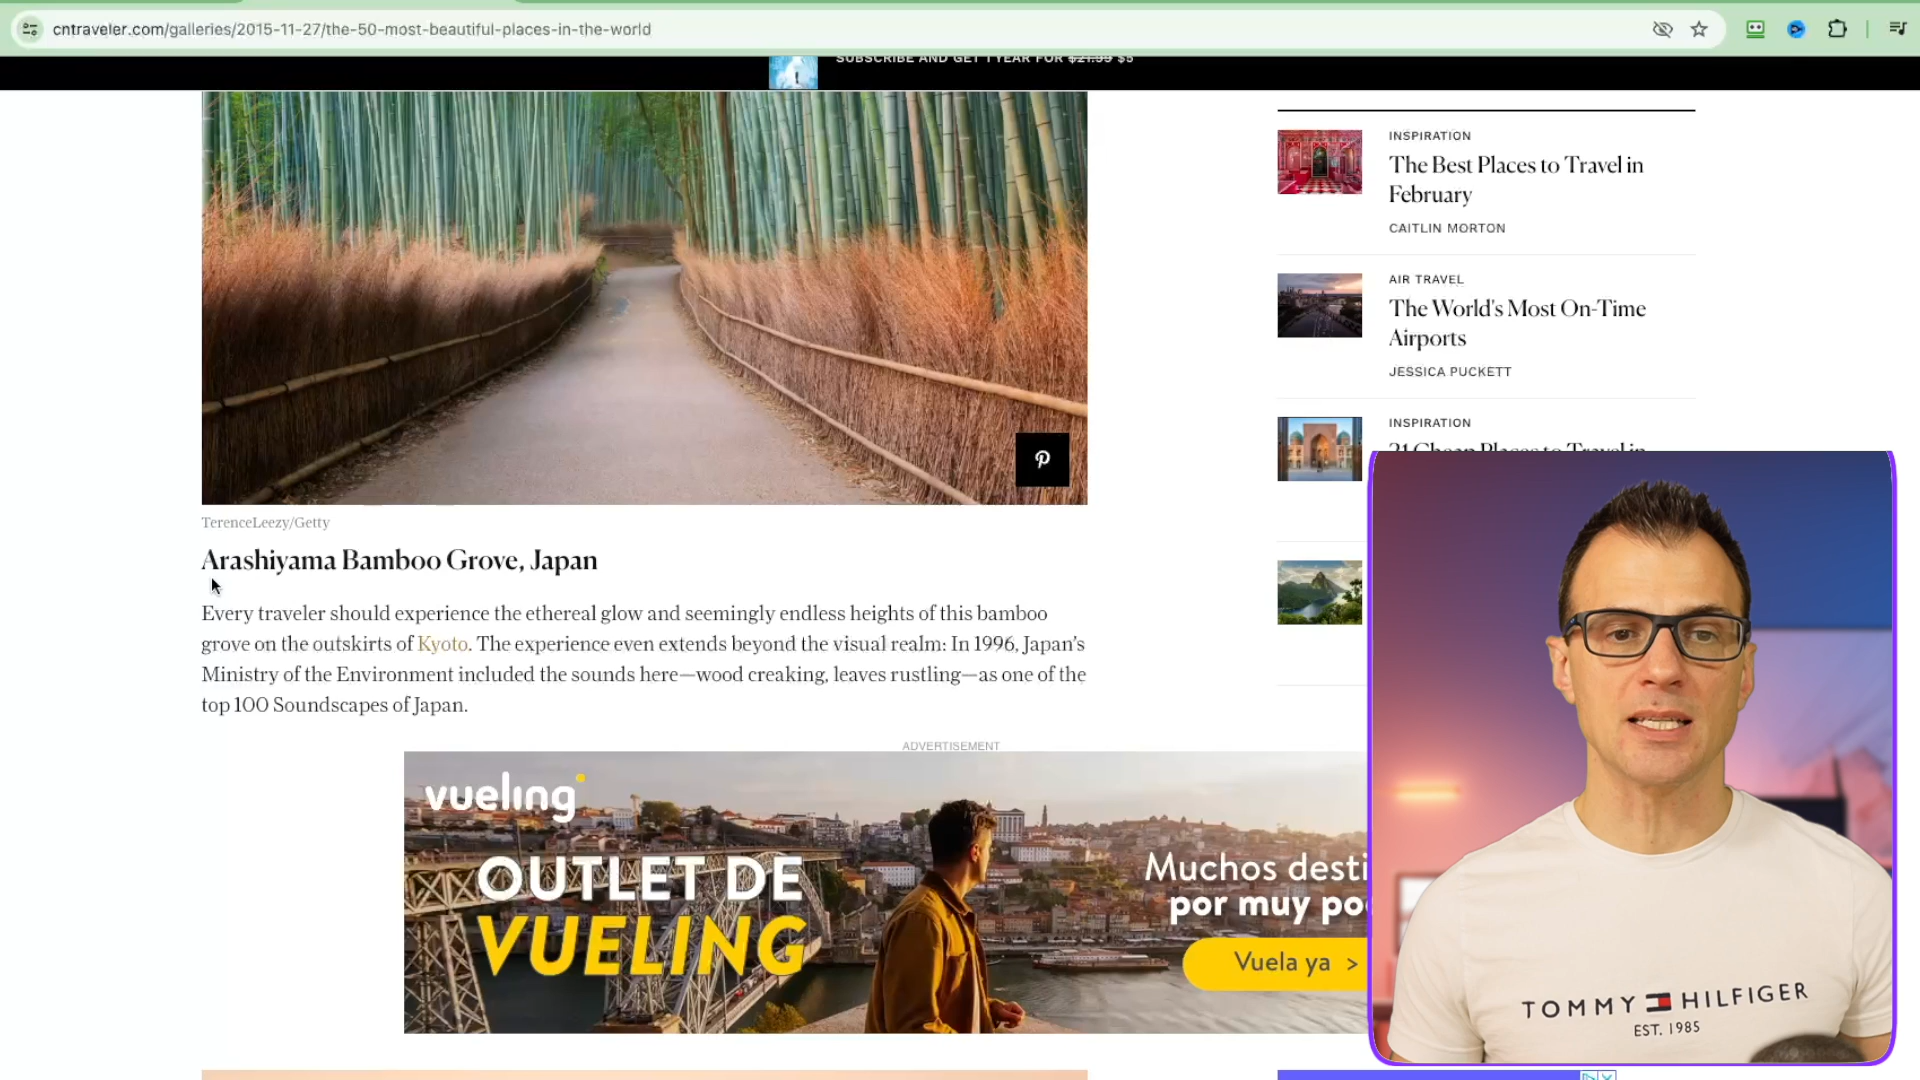 cntraveler.com/galleries/2015-11-27/the-50-most-beautiful-places-in-the-world
SUBSCRIBE AND GET 1 YEAR FOR $21.99 $5
TerenceLeezy/Getty
Arashiyama Bamboo Grove, Japan
Every traveler should experience the ethereal glow and seemingly endless heights of this bamboo
grove on the outskirts of Kyoto. The experience even extends beyond the visual realm: In 1996, Japan’s
Ministry of the Environment included the sounds here—wood creaking, leaves rustling—as one of the
top 100 Soundscapes of Japan.
INSPIRATION
The Best Places to Travel in
February
CAITLIN MORTON
AIR TRAVEL
The World's Most On-Time
Airports
JESSICA PUCKETT
INSPIRATION
21 Cheap Places to Travel in
ADVERTISEMENT
vueling
OUTLET DE
VUELING
Muchos desti
por muy po
Vuela ya >
TOMMY HILFIGER
EST. 1985